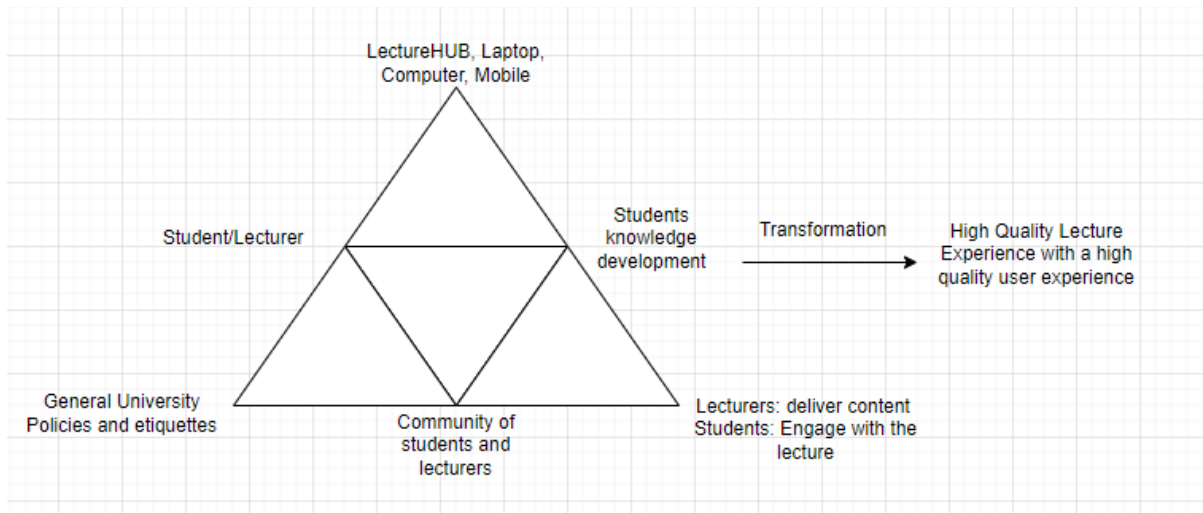 LectureHUB, Laptop,
Computer, Mobile
Student/Lecturer
Students
knowledge
development
Transformation
High Quality Lecture
Experience with a high
quality user experience
General University
Policies and etiquettes
Community of
students and
lecturers
Lecturers: deliver content
Students: Engage with the
lecture